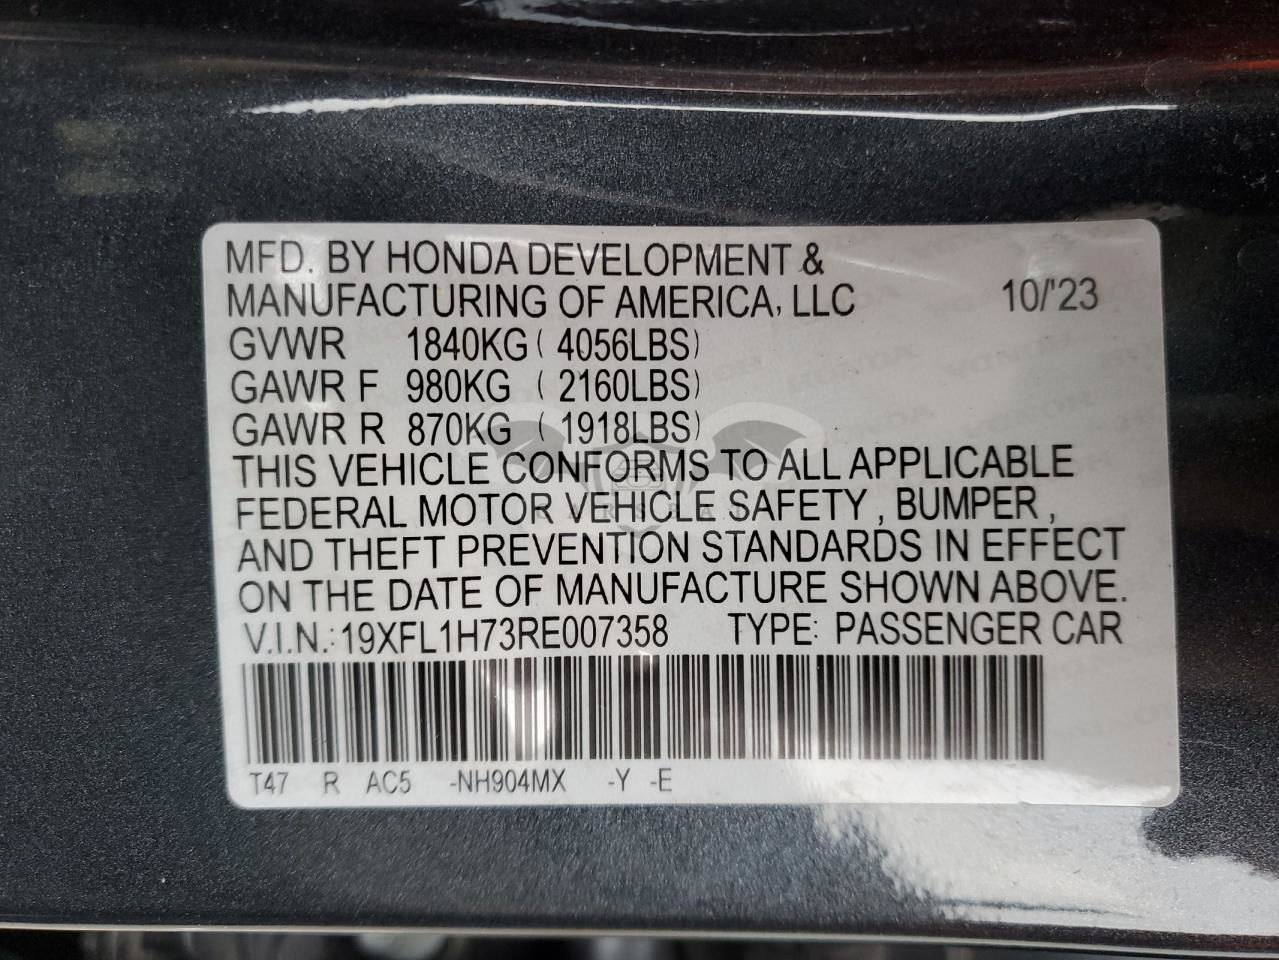 MFD. BY HONDA DEVELOPMENT &
MANUFACTURING OF AMERICA, LLC 10/'23
GVWR 1840KG ( 4056LBS)
GAWR F 980KG ( 2160LBS)
GAWR R 870KG ( 1918LBS)
THIS VEHICLE CONFORMS TO ALL APPLICABLE
FEDERAL MOTOR VEHICLE SAFETY , BUMPER ,
AND THEFT PREVENTION STANDARDS IN EFFECT
ON THE DATE OF MANUFACTURE SHOWN ABOVE.
V.I.N.: 19XFL1H73RE007358 TYPE: PASSENGER CAR
T47 R AC5 -NH904MX -Y -E